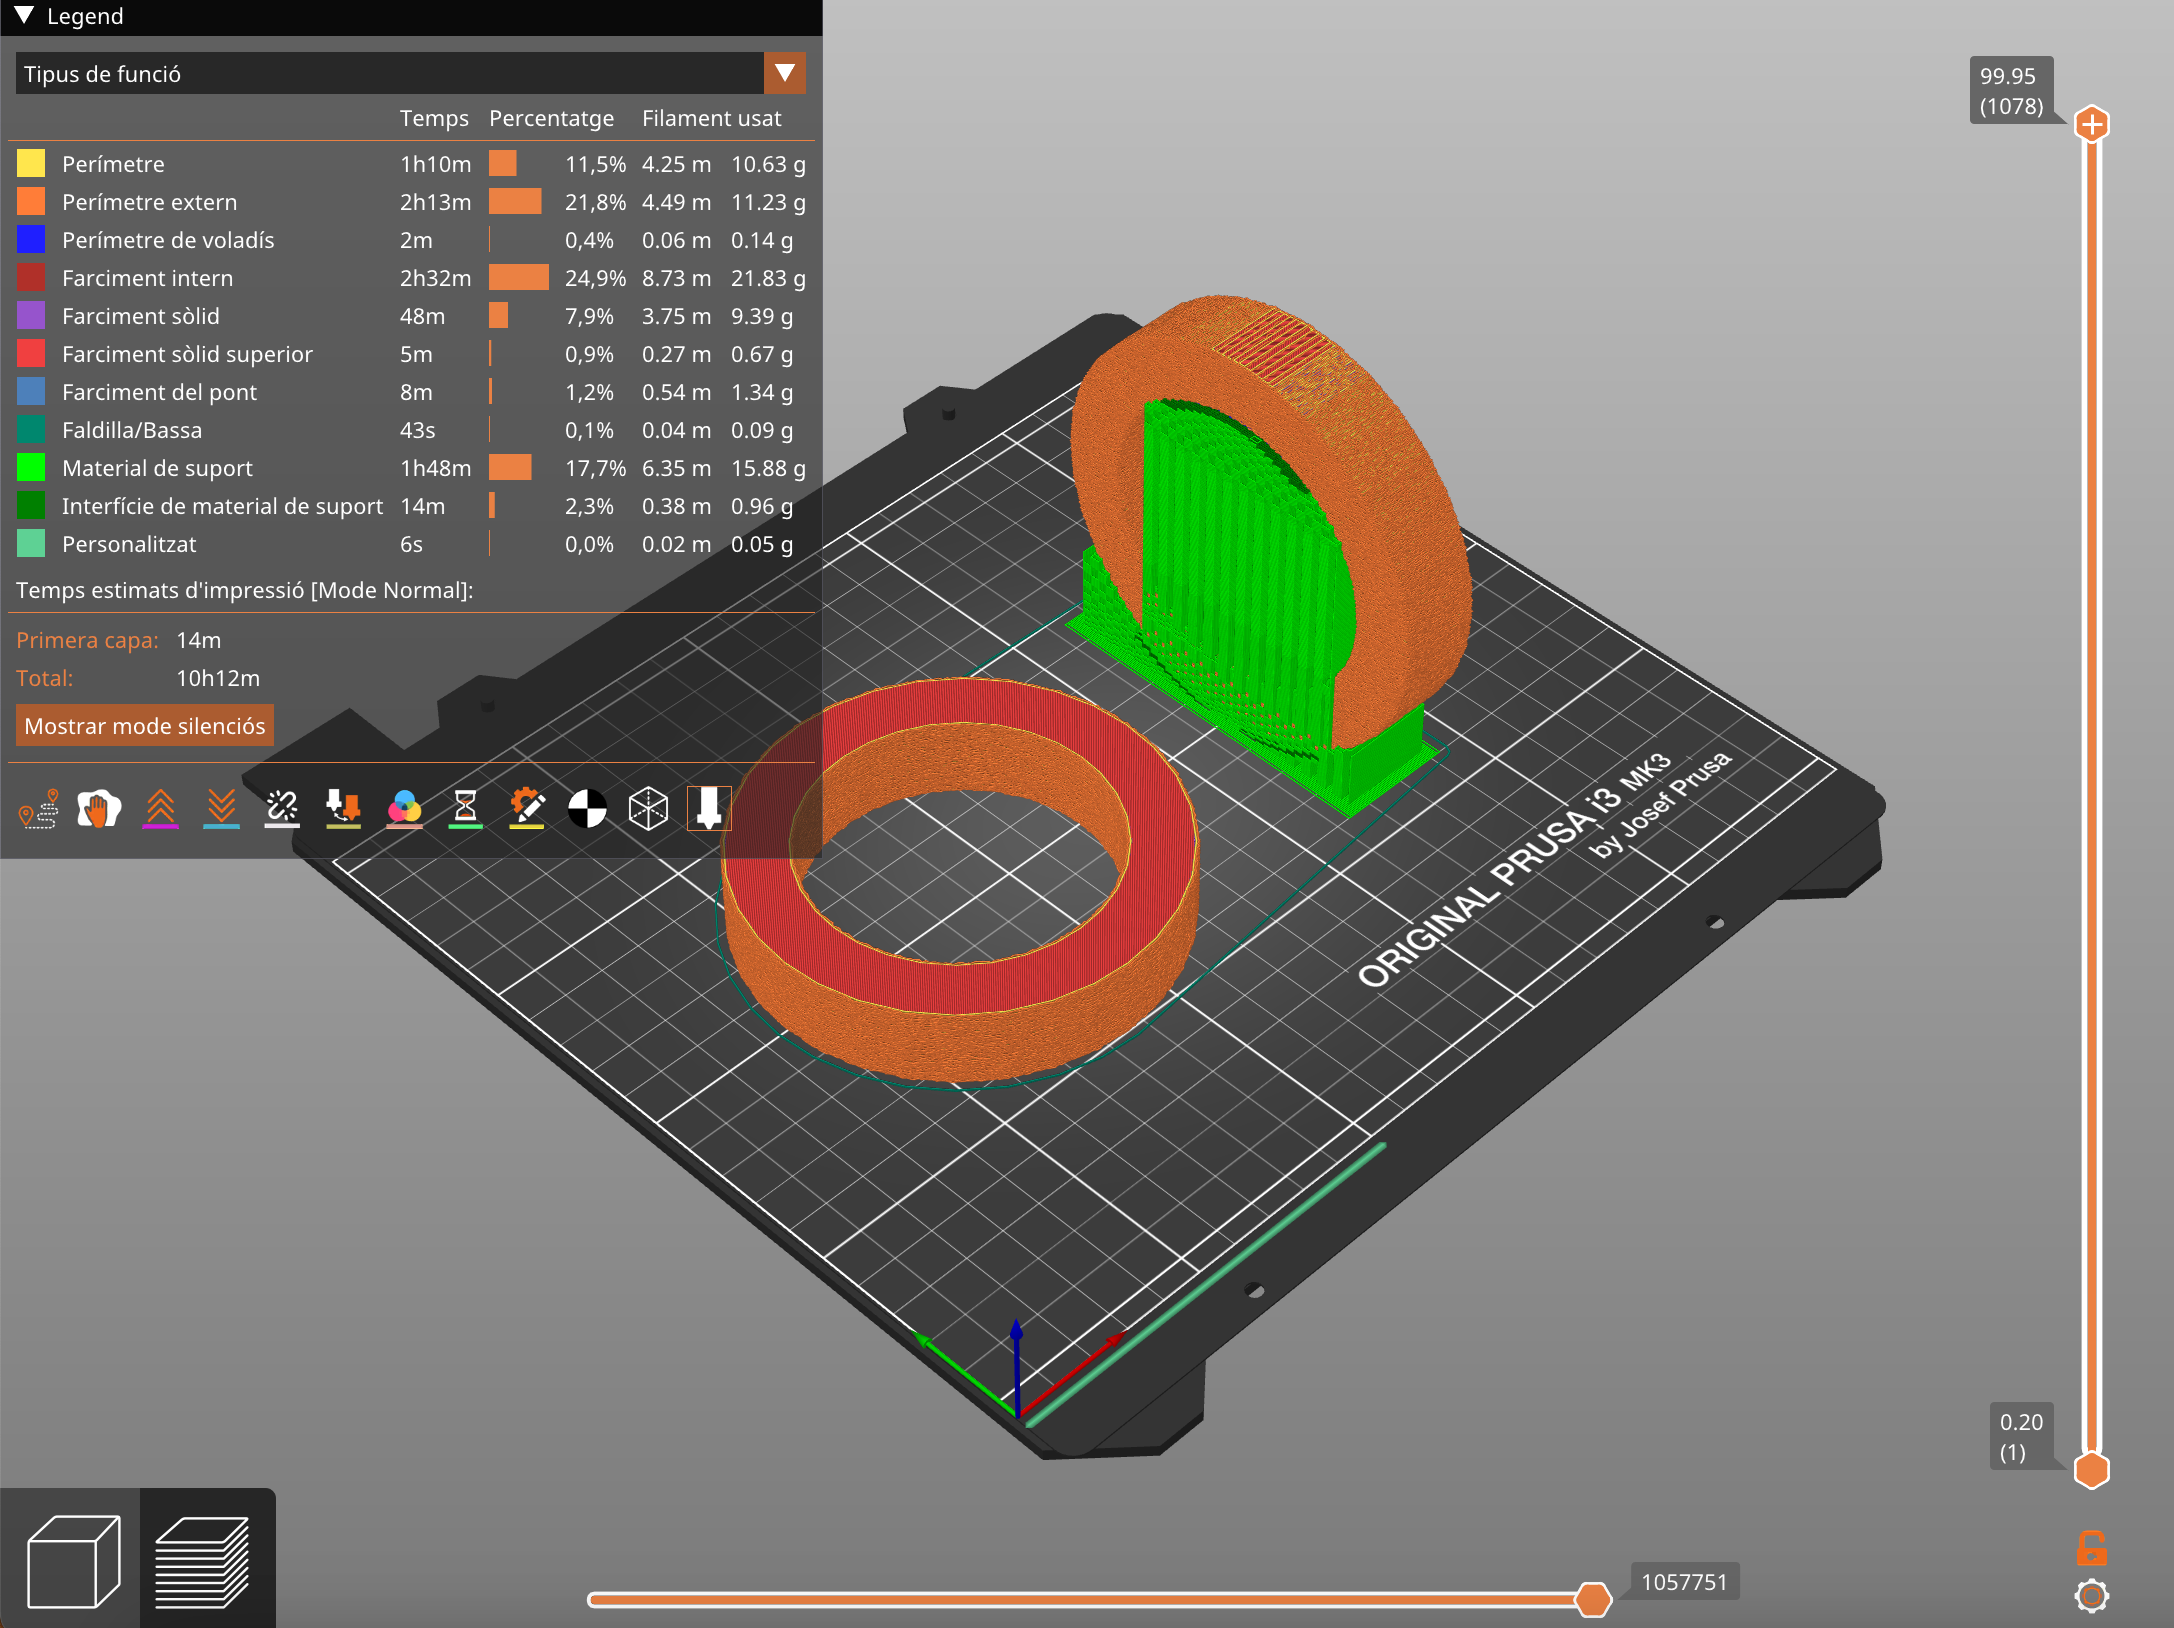 Legend
Tipus de funció
Temps Percentatge Filament usat
Perímetre 1h10m 11,5% 4.25 m 10.63 g
Perímetre extern 2h13m 21,8% 4.49 m 11.23 g
Perímetre de voladís 2m 0,4% 0.06 m 0.14 g
Farciment intern 2h32m 24,9% 8.73 m 21.83 g
Farciment sòlid 48m 7,9% 3.75 m 9.39 g
Farciment sòlid superior 5m 0,9% 0.27 m 0.67 g
Farciment del pont 8m 1,2% 0.54 m 1.34 g
Faldilla/Bassa 43s 0,1% 0.04 m 0.09 g
Material de suport 1h48m 17,7% 6.35 m 15.88 g
Interfície de material de suport 14m 2,3% 0.38 m 0.96 g
Personalitzat 6s 0,0% 0.02 m 0.05 g
Temps estimats d'impressió [Mode Normal]:
Primera capa: 14m
Total: 10h12m
Mostrar mode silenciós
99.95
(1078)
ORIGINAL PRUSA i3 MK3
by Josef Prusa
0.20
(1)
1057751